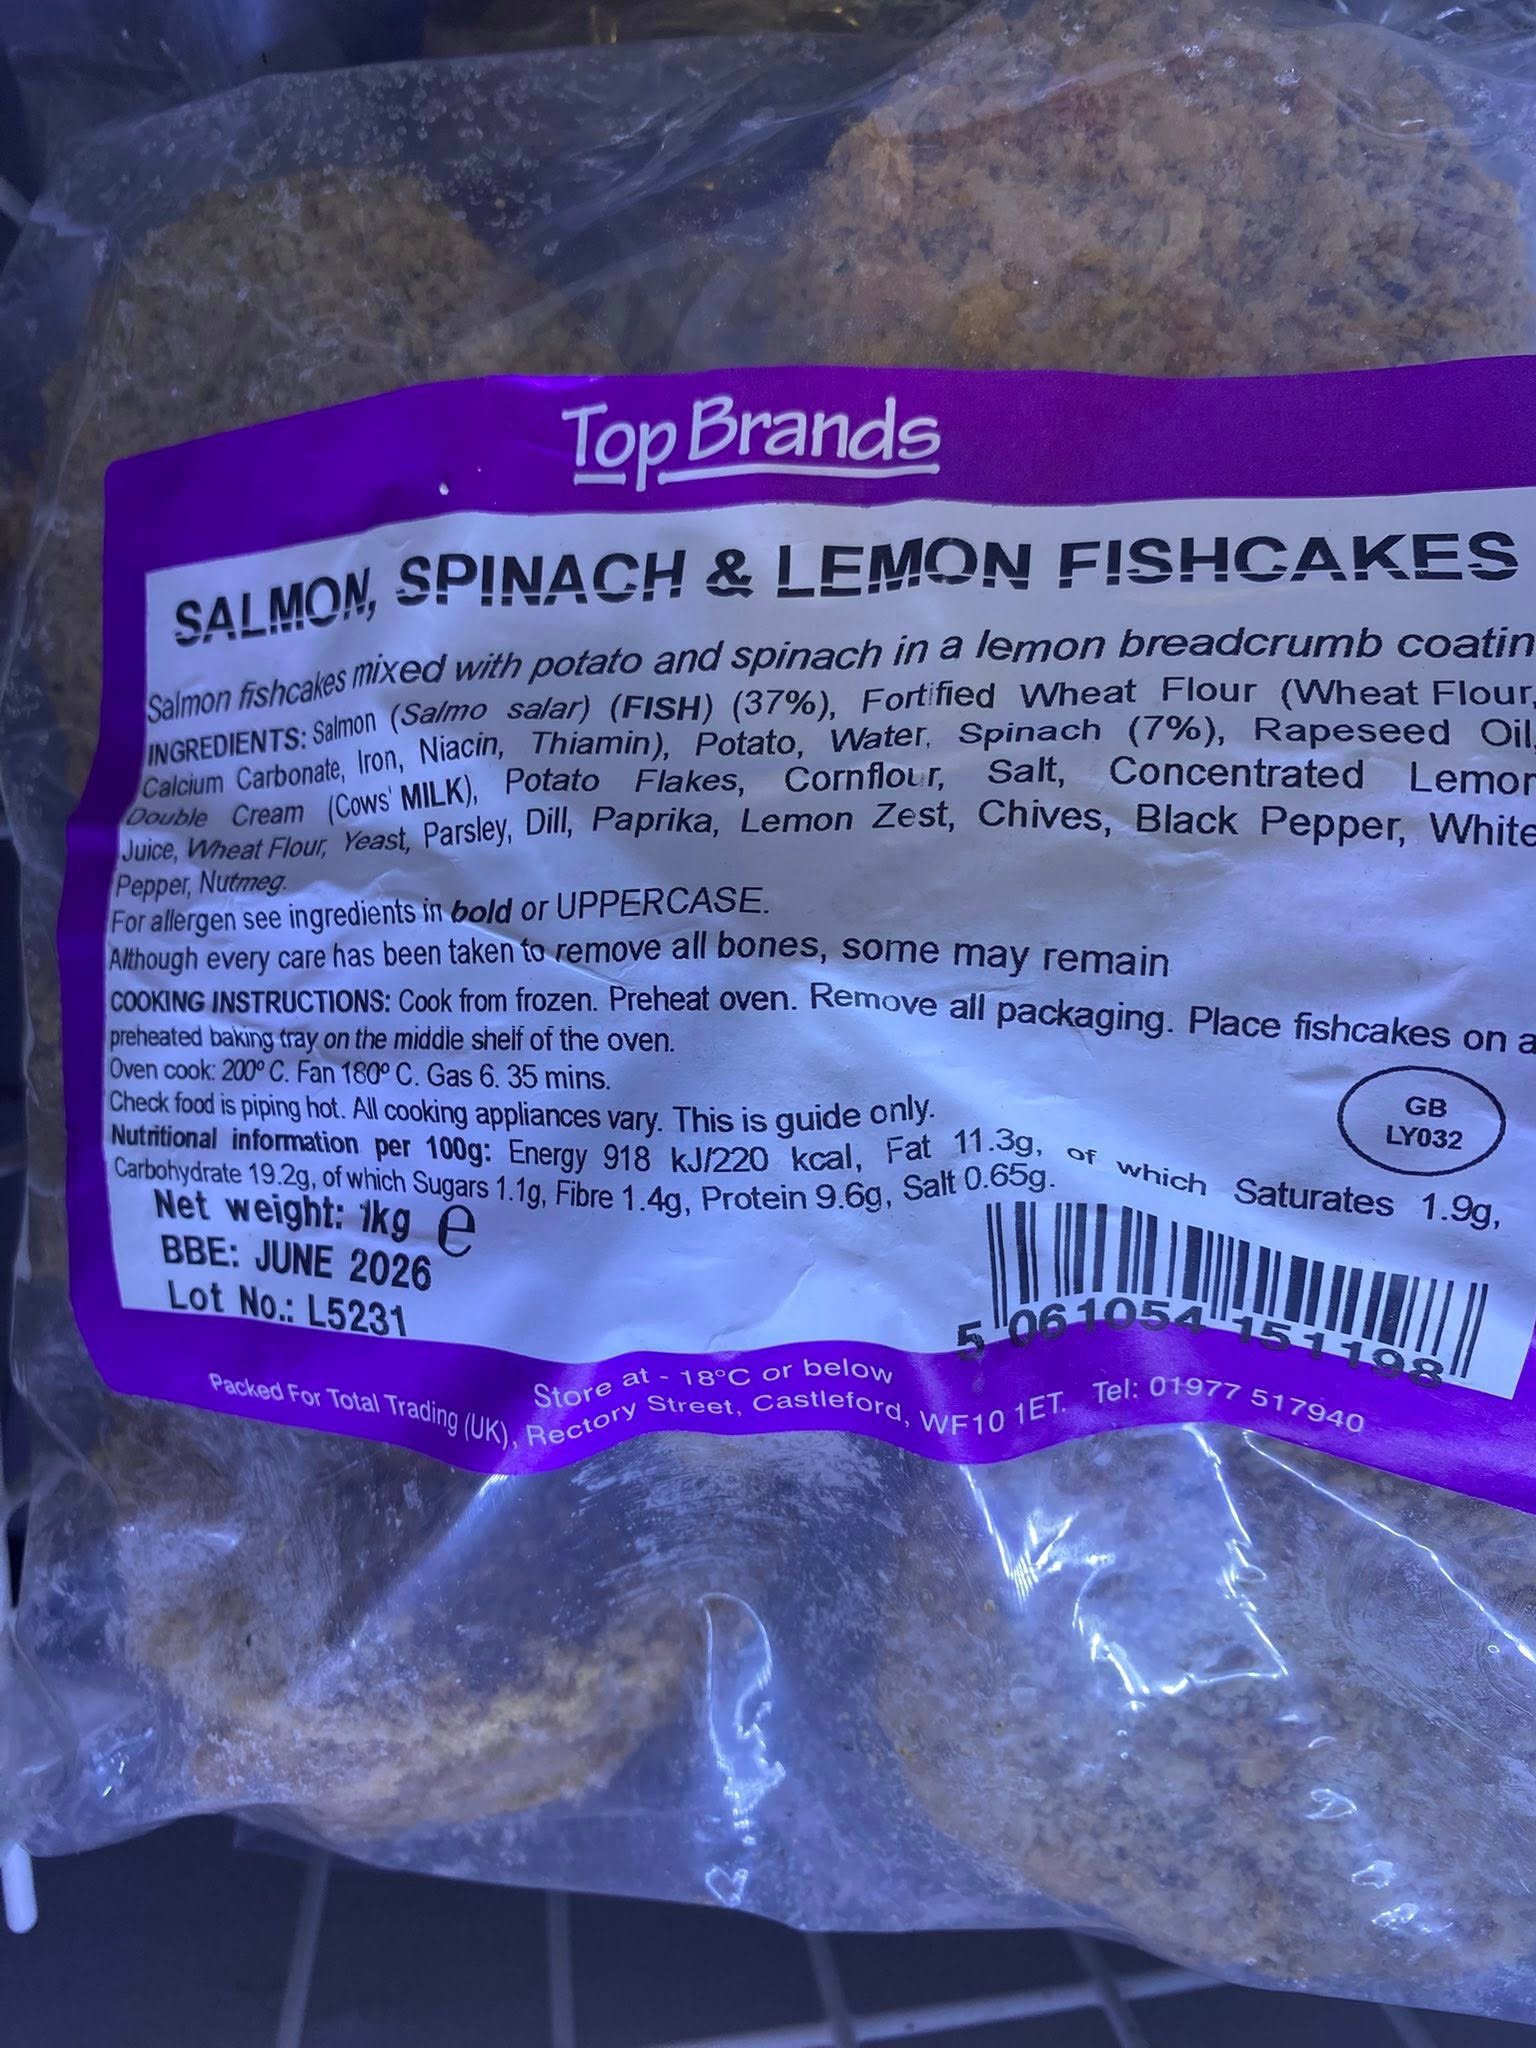 Top Brands
SALMON, SPINACH & LEMON FISHCAKES
Salmon fishcakes mixed with potato and spinach in a lemon breadcrumb coatin
INGREDIENTS: Salmon (Salmo salar) (FISH) (37%), Fortified Wheat Flour (Wheat Flour,
Calcium Carbonate, Iron, Niacin, Thiamin), Potato, Water, Spinach (7%), Rapeseed Oil,
Double Cream (Cows' MILK), Potato Flakes, Cornflour, Salt, Concentrated Lemon
Juice, Wheat Flour, Yeast, Parsley, Dill, Paprika, Lemon Zest, Chives, Black Pepper, White
Pepper, Nutmeg.
For allergen see ingredients in bold or UPPERCASE.
Although every care has been taken to remove all bones, some may remain
COOKING INSTRUCTIONS: Cook from frozen. Preheat oven. Remove all packaging. Place fishcakes on a
preheated baking tray on the middle shelf of the oven.
Oven cook: 200º C. Fan 180º C. Gas 6. 35 mins.
Check food is piping hot. All cooking appliances vary. This is guide only.
GB
LY032
Nutritional information per 100g: Energy 918 kJ/220 kcal, Fat 11.3g, of which Saturates 1.9g,
Carbohydrate 19.2g, of which Sugars 1.1g, Fibre 1.4g, Protein 9.6g, Salt 0.65g.
Net weight: 1kg e
BBE: JUNE 2026
Lot No.: L5231
5 061054 151198
Store at - 18°C or below
Packed For Total Trading (UK), Rectory Street, Castleford, WF10 1ET. Tel: 01977 517940